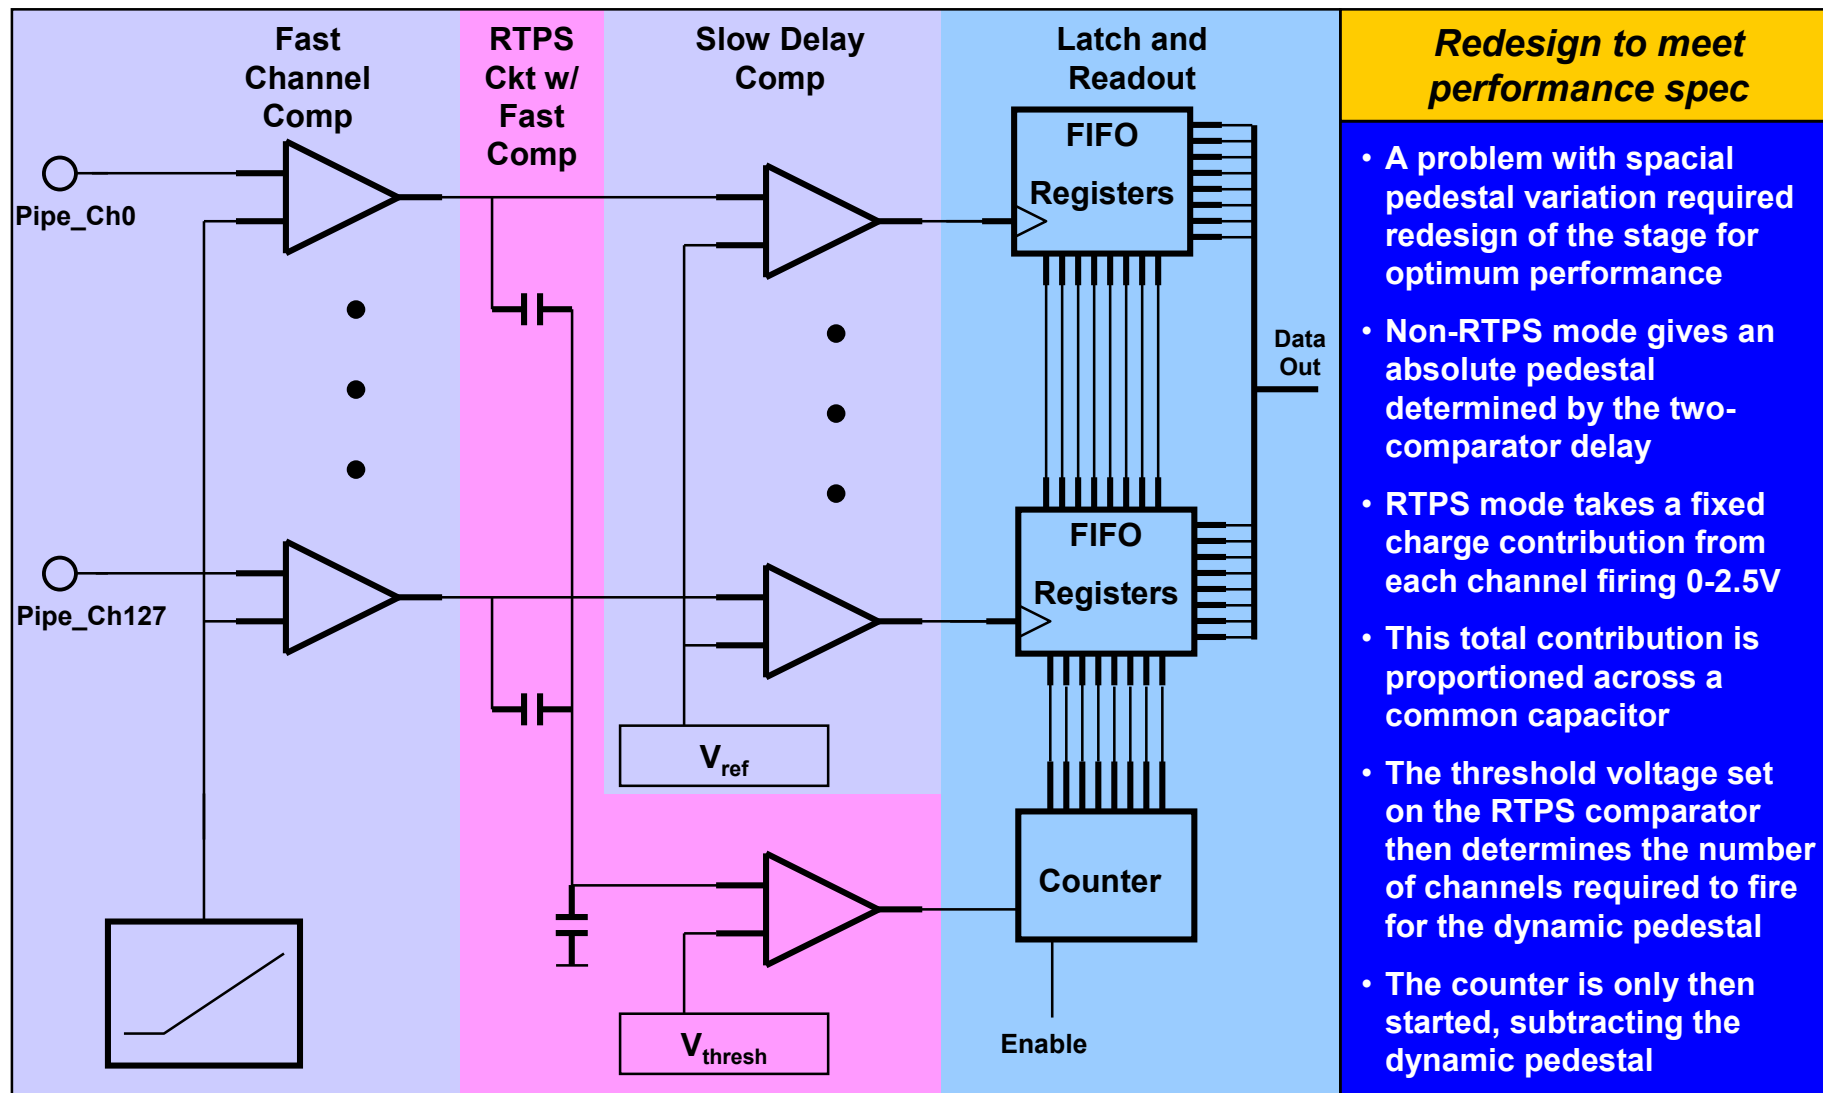 Fast
Channel
Comp
RTPS
Ckt w/
Fast
Comp
Slow Delay
Comp
Latch and
Readout
Pipe_Ch0
FIFO
Registers
Data
Out
Pipe_Ch127
FIFO
Registers
Vref
Counter
Vthresh
Enable
Redesign to meet
performance spec
• A problem with spacial
pedestal variation required
redesign of the stage for
optimum performance
• Non-RTPS mode gives an
absolute pedestal
determined by the two-
comparator delay
• RTPS mode takes a fixed
charge contribution from
each channel firing 0-2.5V
• This total contribution is
proportioned across a
common capacitor
• The threshold voltage set
on the RTPS comparator
then determines the number
of channels required to fire
for the dynamic pedestal
• The counter is only then
started, subtracting the
dynamic pedestal